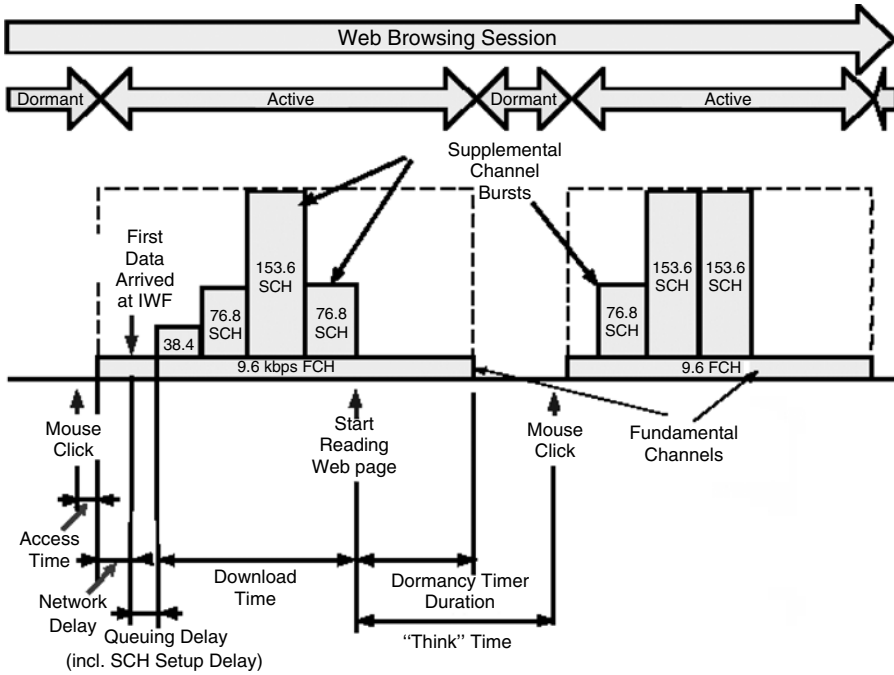 Web Browsing Session
Dormant
Active
Dormant
Active
Supplemental
Channel
Bursts
First
Data
Arrived
at IWF
38.4
76.8
SCH
153.6
SCH
76.8
SCH
76.8
SCH
153.6
SCH
153.6
SCH
9.6 kbps FCH
9.6 FCH
Mouse
Click
Start
Reading
Web page
Mouse
Click
Fundamental
Channels
Access
Time
Network
Delay
Queuing Delay
(incl. SCH Setup Delay)
Download
Time
Dormancy Timer
Duration
“Think” Time